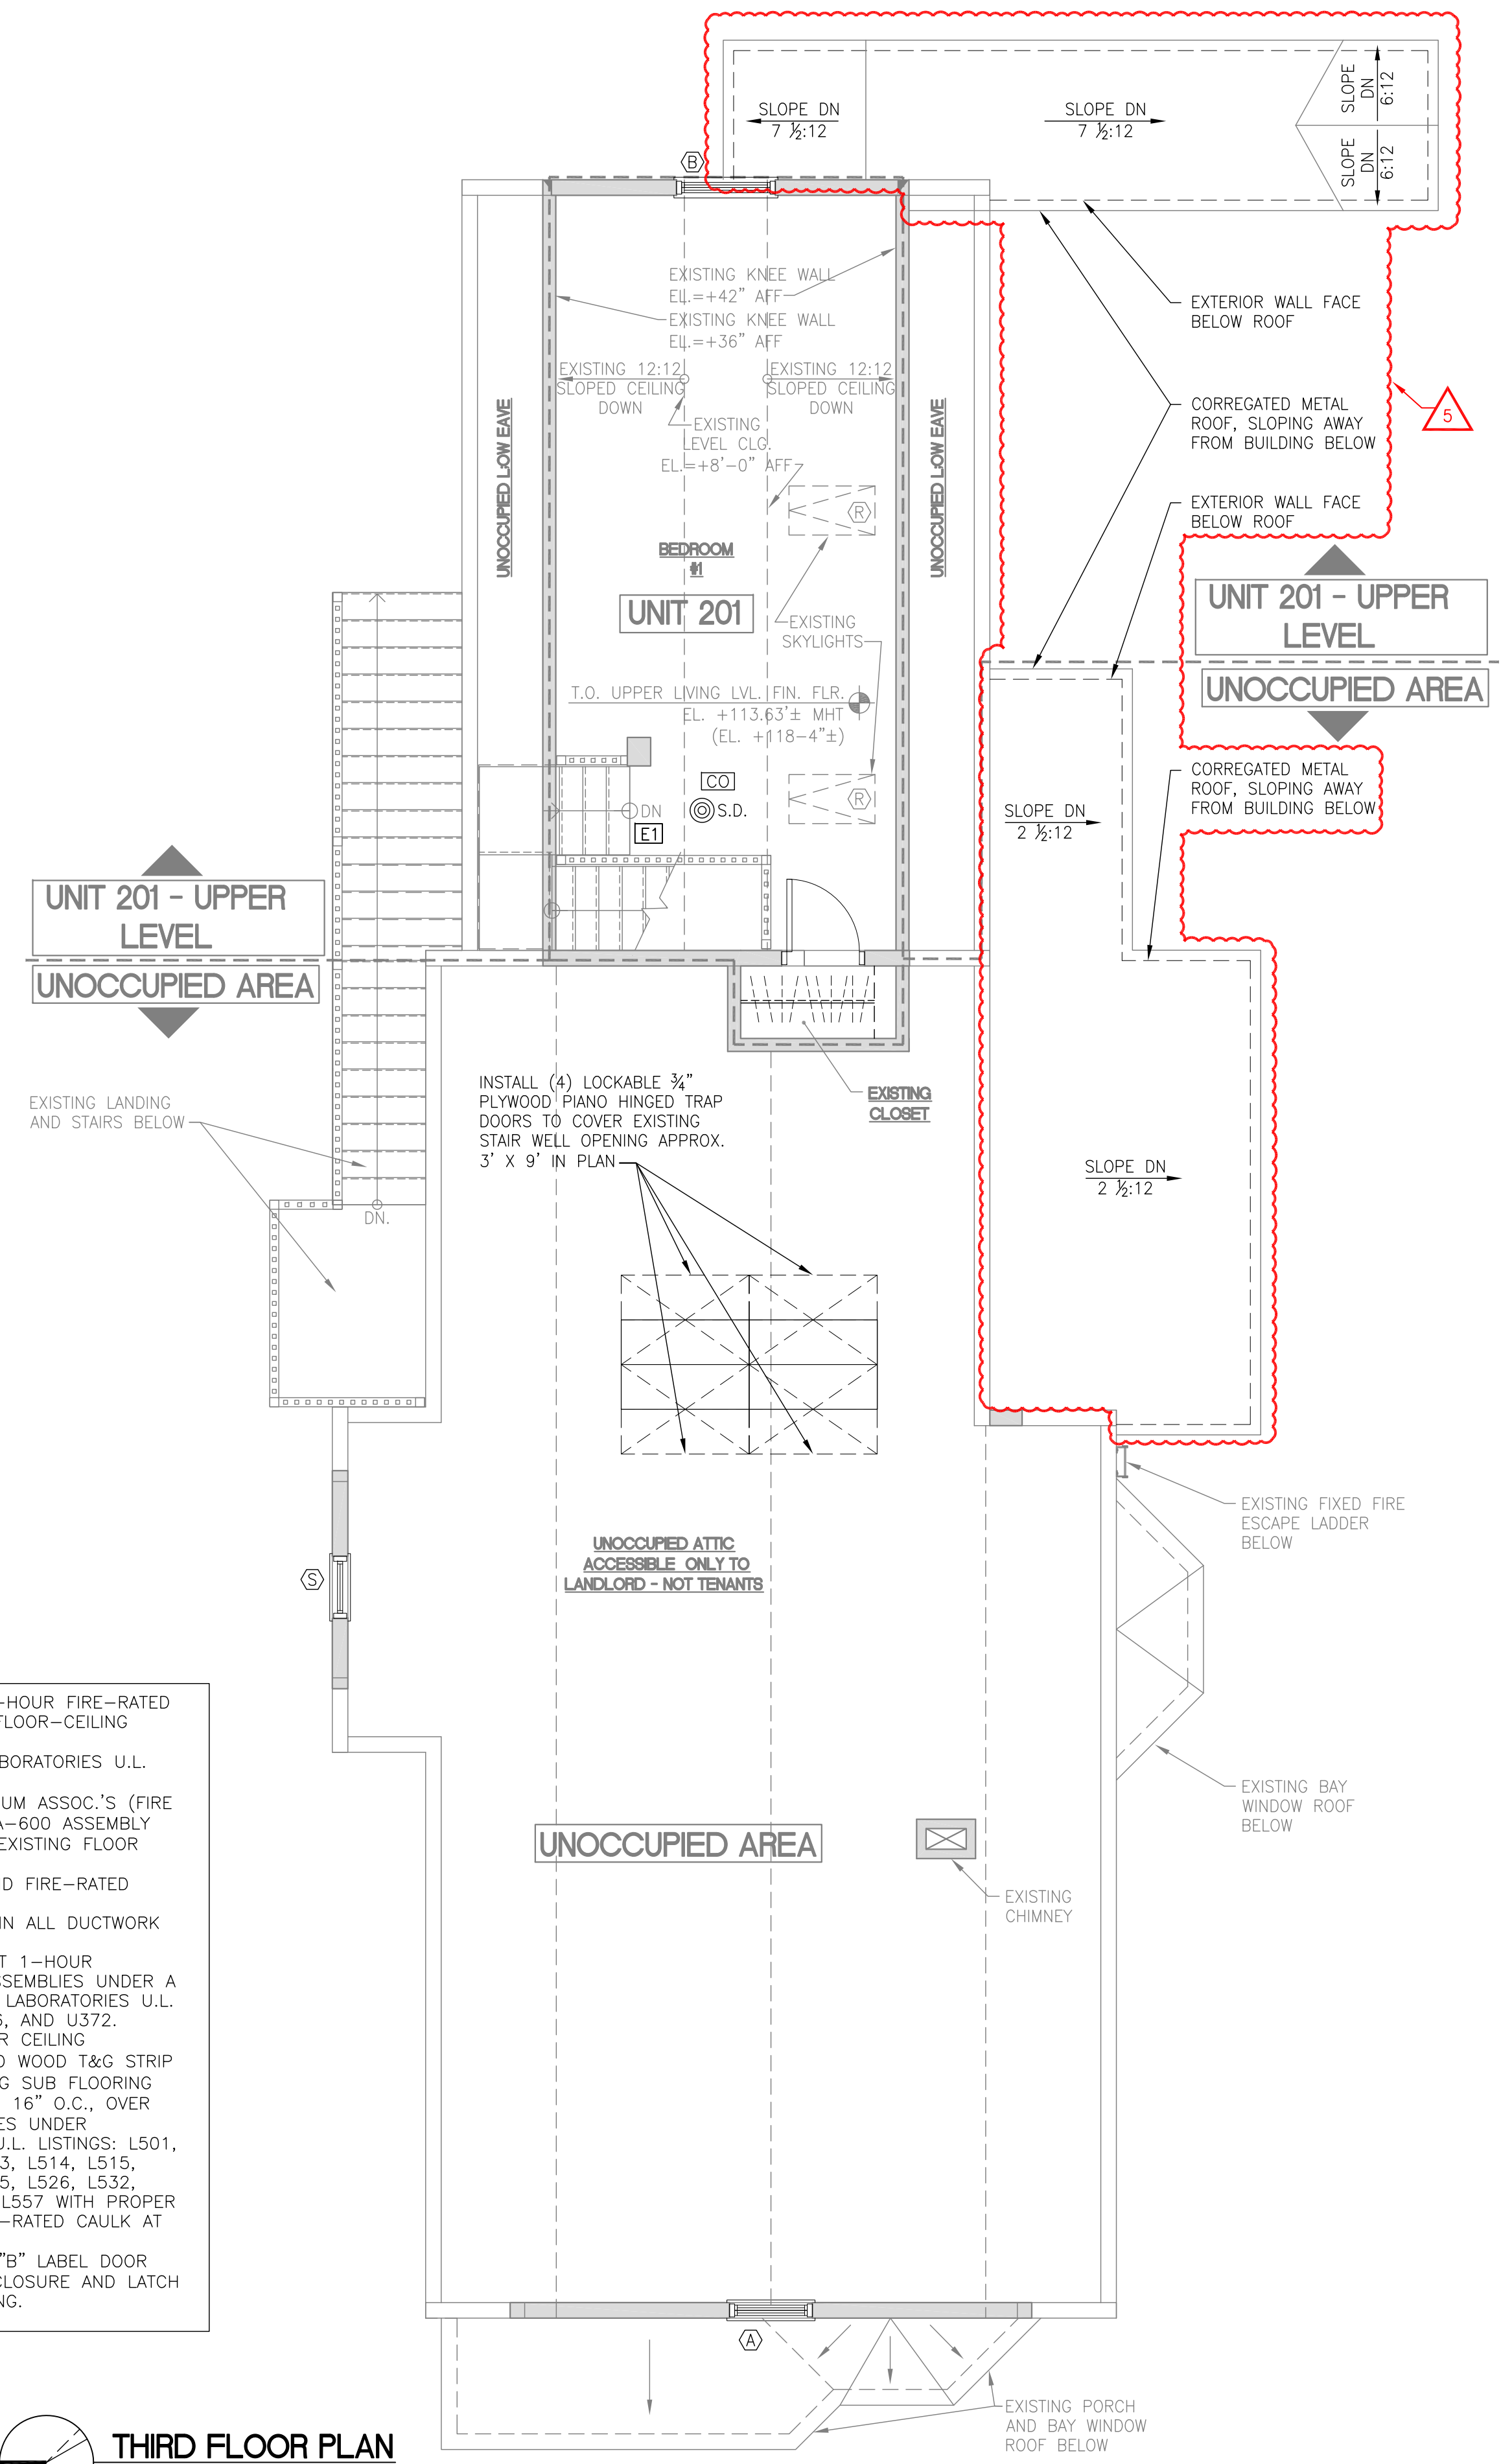 SLOPE DN
7 ½:12
SLOPE DN
7 ½:12
SLOPE
DN
6:12
SLOPE
DN
6:12
B
EXISTING KNEE WALL
EL.=+42" AFF
EXISTING KNEE WALL
EL.=+36" AFF
EXISTING 12:12
SLOPED CEILING
DOWN
EXISTING 12:12
SLOPED CEILING
DOWN
EXISTING
LEVEL CLG.
EL.=+8'-0" AFF
UNOCCUPIED LOW EAVE
UNOCCUPIED LOW EAVE
EXTERIOR WALL FACE
BELOW ROOF
CORREGATED METAL
ROOF, SLOPING AWAY
FROM BUILDING BELOW
5
EXTERIOR WALL FACE
BELOW ROOF
R
BEDROOM
#1
UNIT 201
EXISTING
SKYLIGHTS
UNIT 201 - UPPER
LEVEL
UNOCCUPIED AREA
T.O. UPPER LIVING LVL. FIN. FLR.
EL. +113.63'± MHT
(EL. +118-4"±)
CO
S.D.
R
DN
E1
CORREGATED METAL
ROOF, SLOPING AWAY
FROM BUILDING BELOW
SLOPE DN
2 ½:12
UNIT 201 - UPPER
LEVEL
UNOCCUPIED AREA
EXISTING LANDING
AND STAIRS BELOW
DN.
INSTALL (4) LOCKABLE ¾"
PLYWOOD PIANO HINGED TRAP
DOORS TO COVER EXISTING
STAIR WELL OPENING APPROX.
3' X 9' IN PLAN
EXISTING
CLOSET
SLOPE DN
2 ½:12
EXISTING FIXED FIRE
ESCAPE LADDER
BELOW
UNOCCUPIED ATTIC
ACCESSIBLE ONLY TO
LANDLORD - NOT TENANTS
S
EXISTING BAY
WINDOW ROOF
BELOW
UNOCCUPIED AREA
EXISTING
CHIMNEY
-HOUR FIRE-RATED
FLOOR-CEILING
BORATORIES U.L.
UM ASSOC.'S (FIRE
A-600 ASSEMBLY
EXISTING FLOOR
D FIRE-RATED
IN ALL DUCTWORK
T 1-HOUR
SSEMBLIES UNDER A
LABORATORIES U.L.
6, AND U372.
R CEILING
D WOOD T&G STRIP
G SUB FLOORING
16" O.C., OVER
ES UNDER
U.L. LISTINGS: L501,
3, L514, L515,
5, L526, L532,
L557 WITH PROPER
-RATED CAULK AT
"B" LABEL DOOR
CLOSURE AND LATCH
NG.
A
EXISTING PORCH
AND BAY WINDOW
ROOF BELOW
THIRD FLOOR PLAN